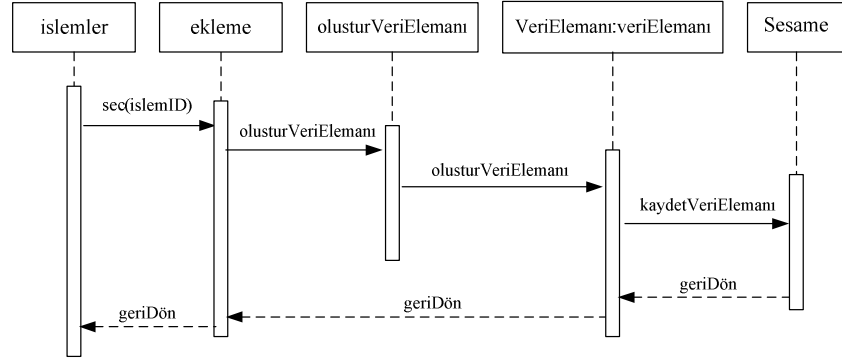 islemler
ekleme
olusturVeriElemanı
VeriElemanı:veriElemanı
Sesame
sec(islemID)
olusturVeriElemanı
olusturVeriElemanı
kaydetVeriElemanı
geriDön
geriDön
geriDön